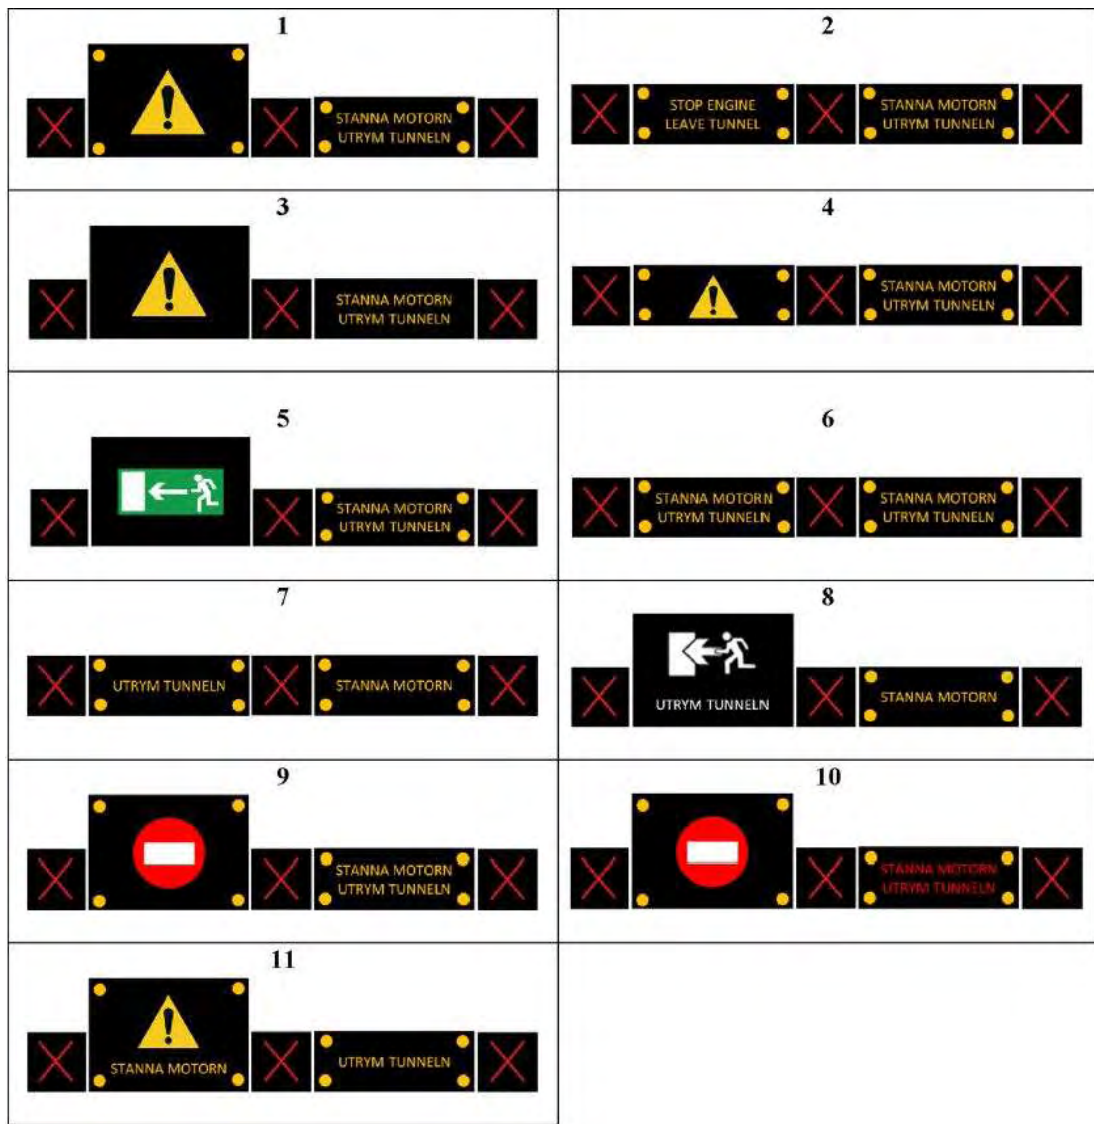 1
STANNA MOTORN
UTRYM TUNNELN
2
STOP ENGINE
LEAVE TUNNEL
STANNA MOTORN
UTRYM TUNNELN
3
STANNA MOTORN
UTRYM TUNNELN
4
STANNA MOTORN
UTRYM TUNNELN
5
STANNA MOTORN
UTRYM TUNNELN
6
STANNA MOTORN
UTRYM TUNNELN
STANNA MOTORN
UTRYM TUNNELN
7
UTRYM TUNNELN
STANNA MOTORN
8
UTRYM TUNNELN
STANNA MOTORN
9
STANNA MOTORN
UTRYM TUNNELN
10
STANNA MOTORN
UTRYM TUNNELN
11
STANNA MOTORN
UTRYM TUNNELN